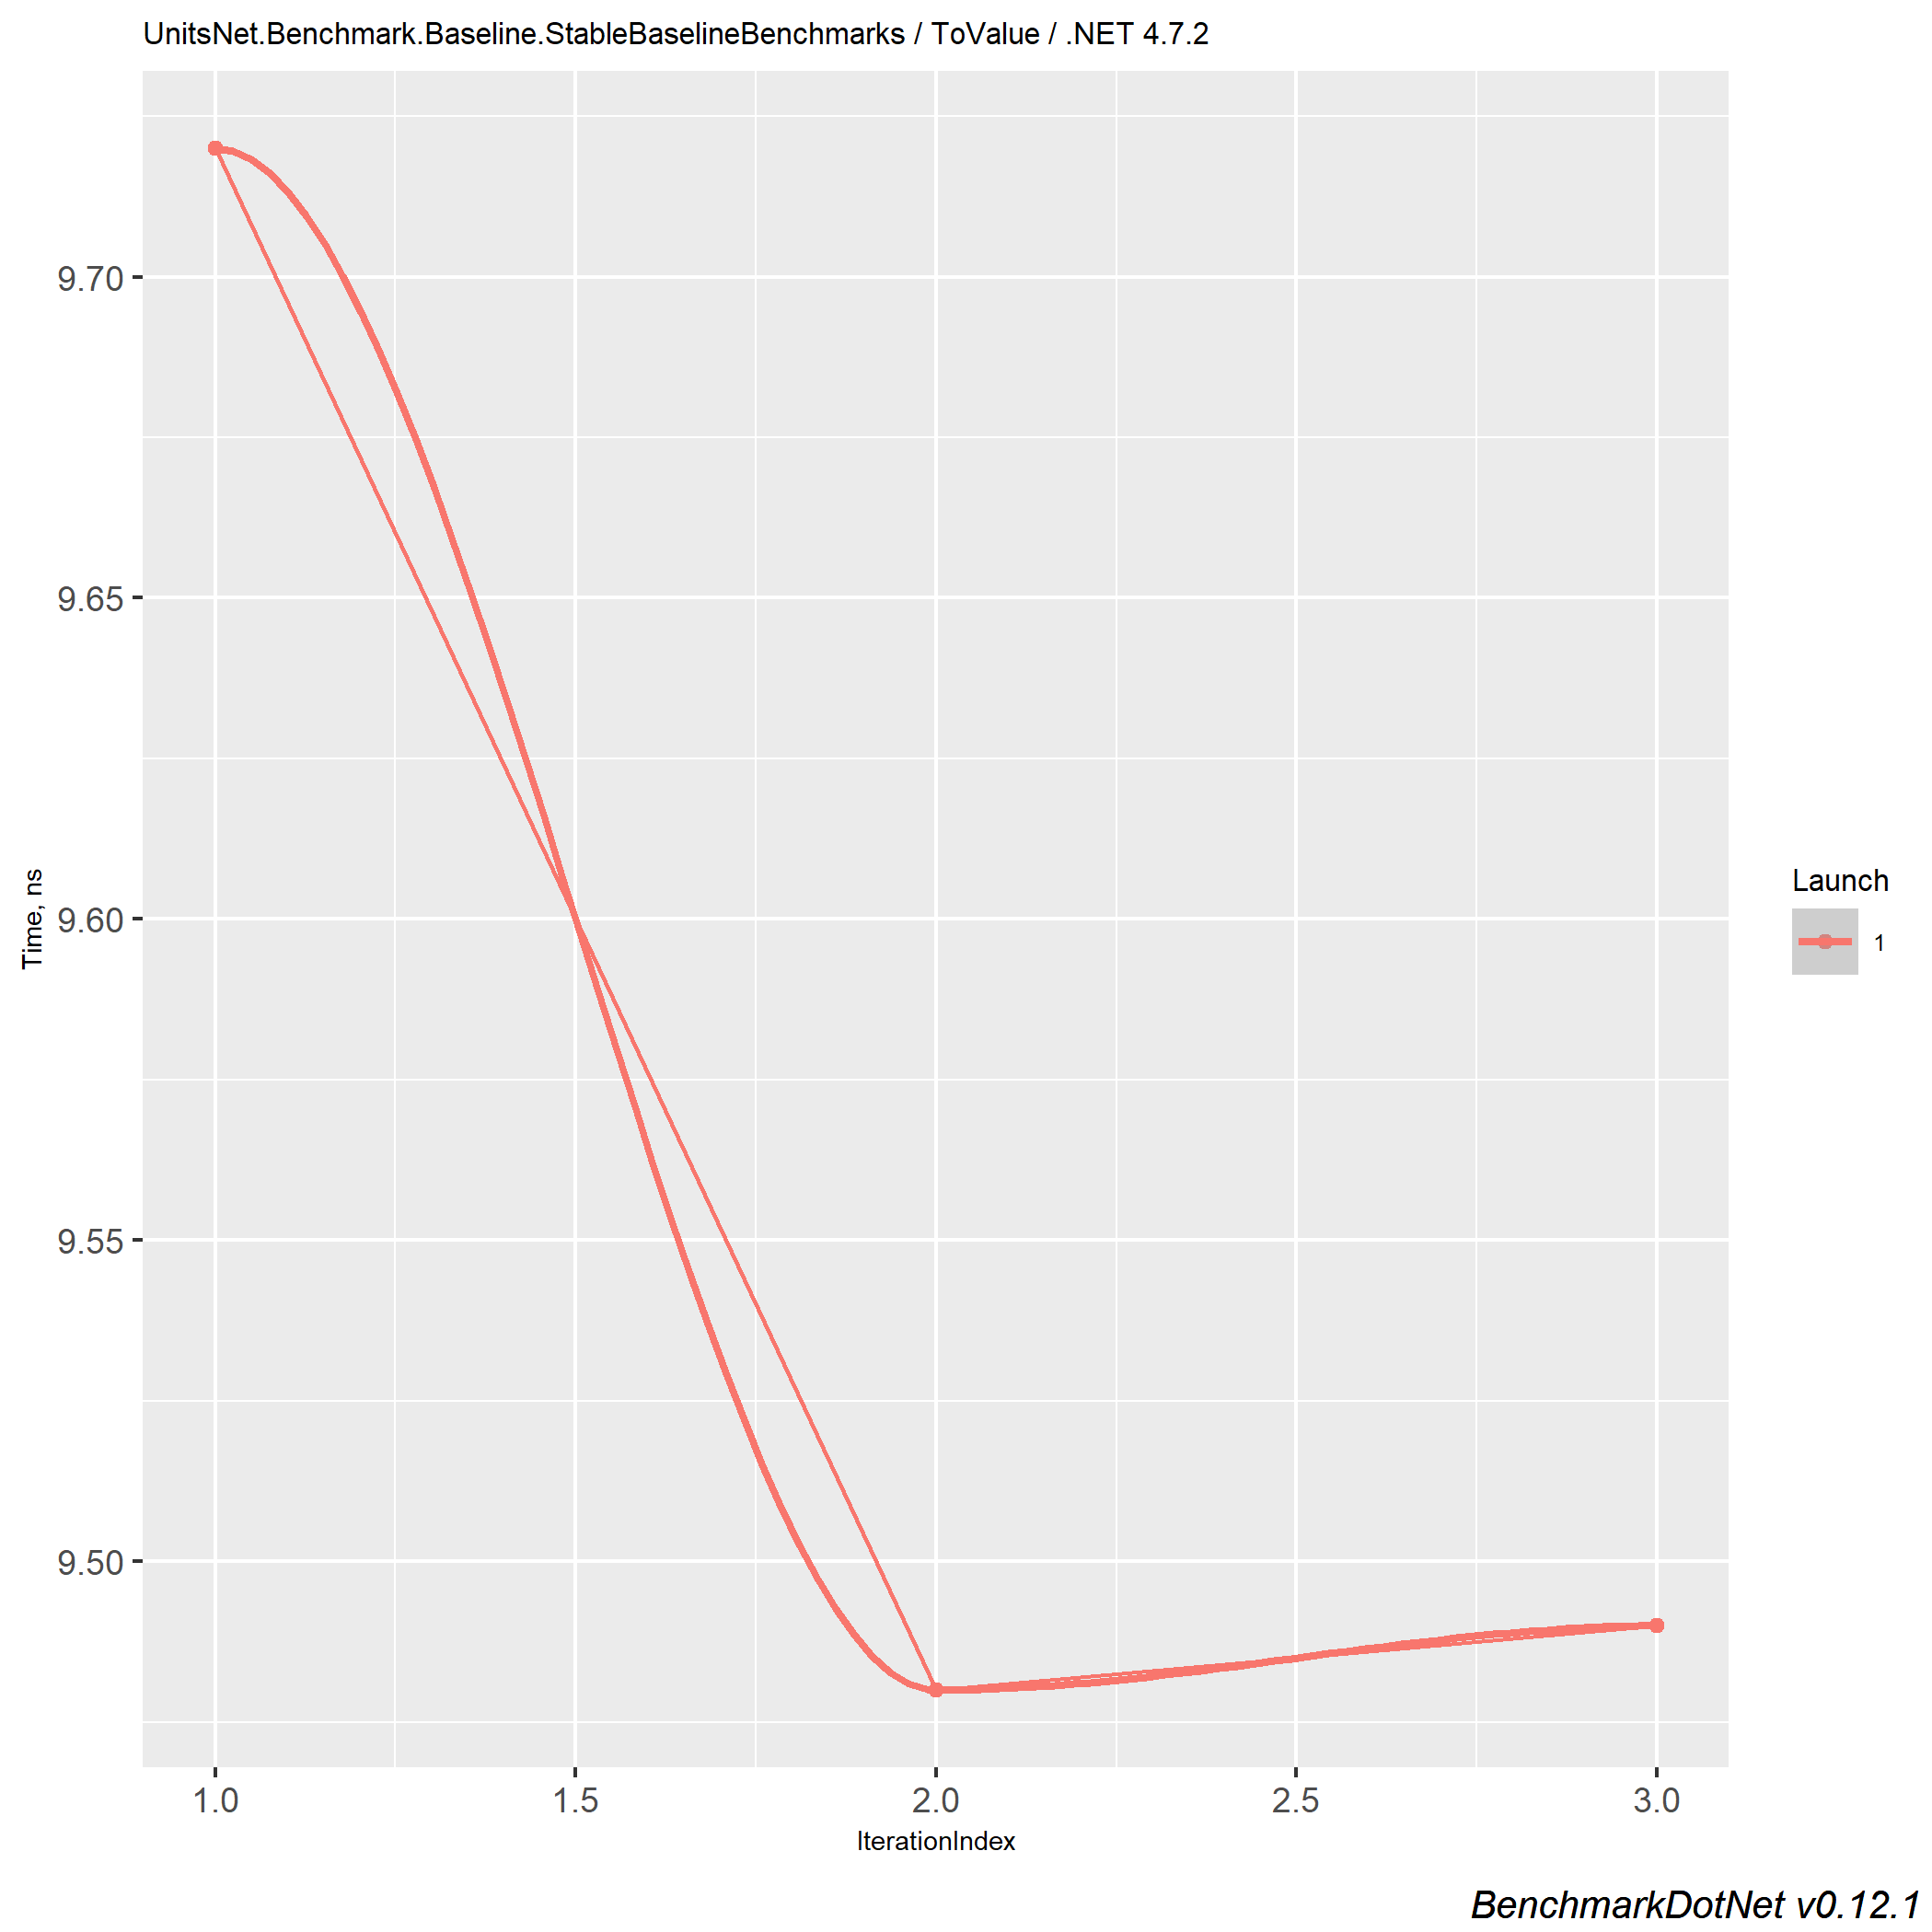 UnitsNet.Benchmark.Baseline.StableBaselineBenchmarks / ToValue / .NET 4.7.2
9.70
9.65
9.60
9.55
9.50
Time, ns
1.0 1.5 2.0 2.5 3.0
IterationIndex
Launch
1
BenchmarkDotNet v0.12.1